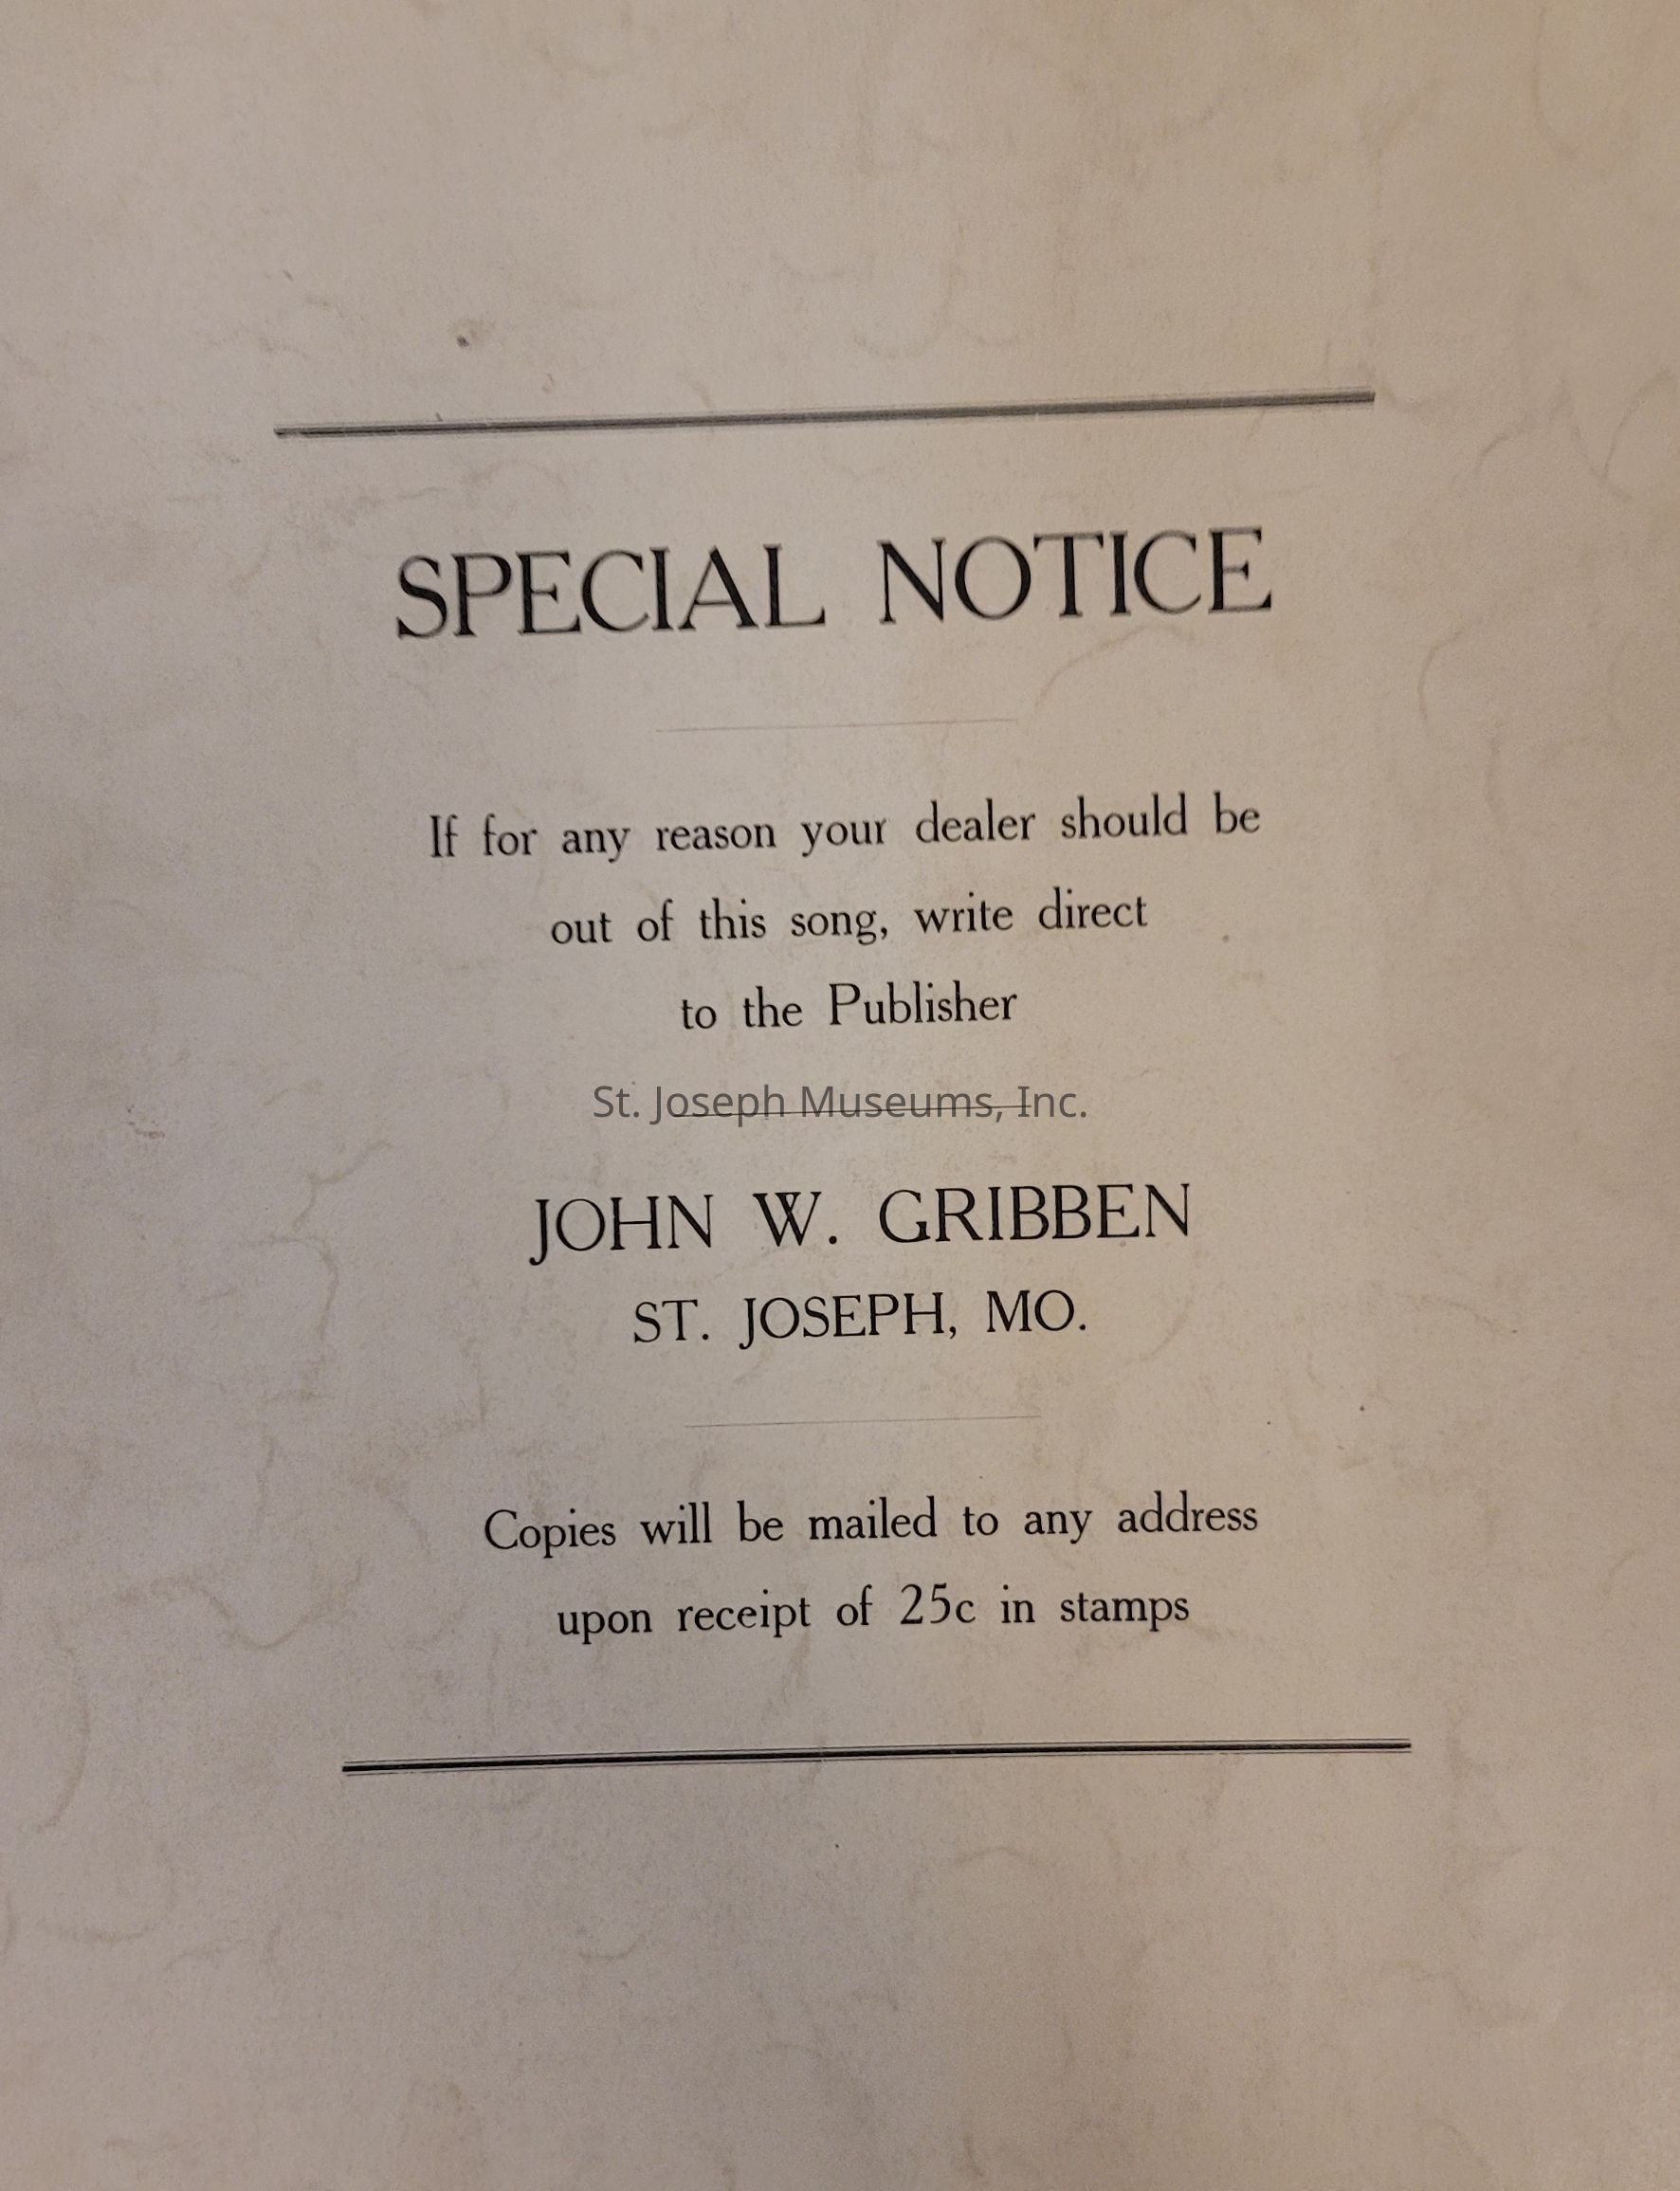 SPECIAL NOTICE
If for any reason your dealer should be
out of this song, write direct
to the Publisher
St. Joseph Museums, Inc.
JOHN W. GRIBBEN
ST. JOSEPH, MO.
Copies will be mailed to any address
upon receipt of 25c in stamps